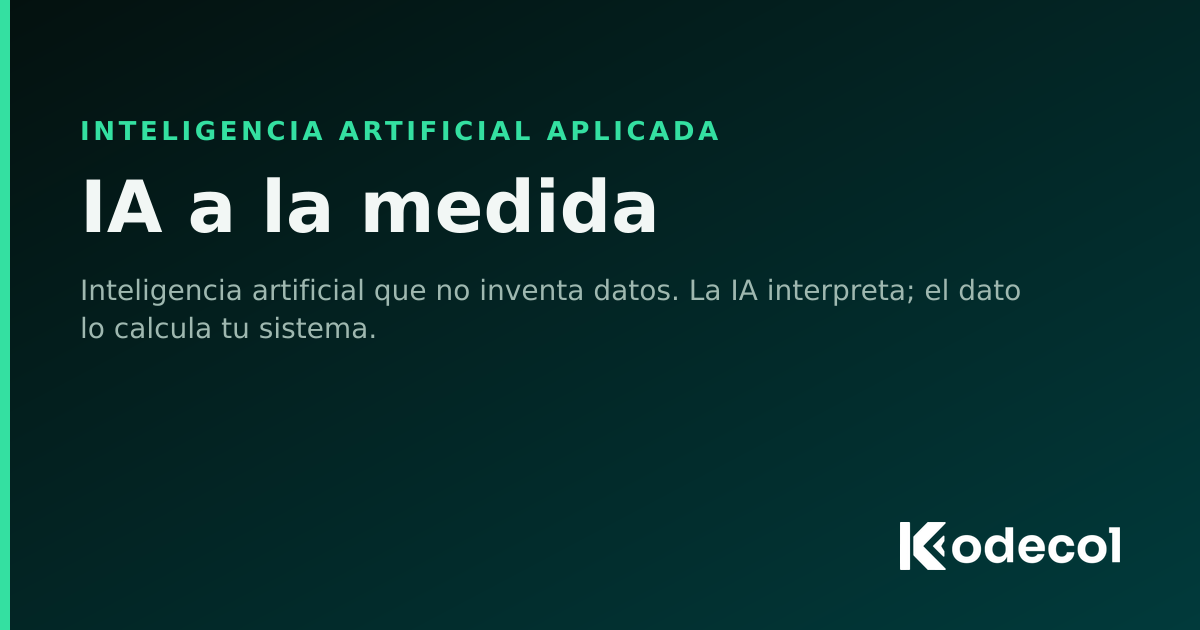 INTELIGENCIA ARTIFICIAL APLICADA
IA a la medida
Inteligencia artificial que no inventa datos. La IA interpreta; el dato
lo calcula tu sistema.
Kodecol